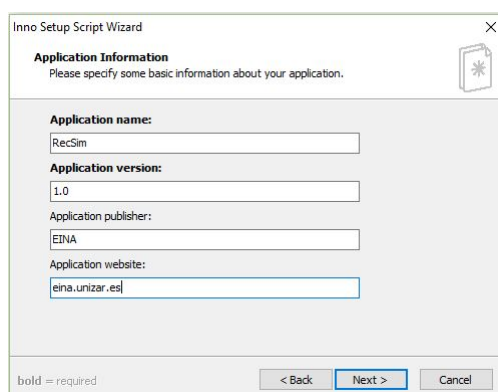 Inno Setup Script Wizard
Application Information
Please specify some basic information about your application.
Application name:
RecSim
Application version:
1.0
Application publisher:
EINA
Application website:
eina.unizar.es
bold = required
< Back
Next >
Cancel